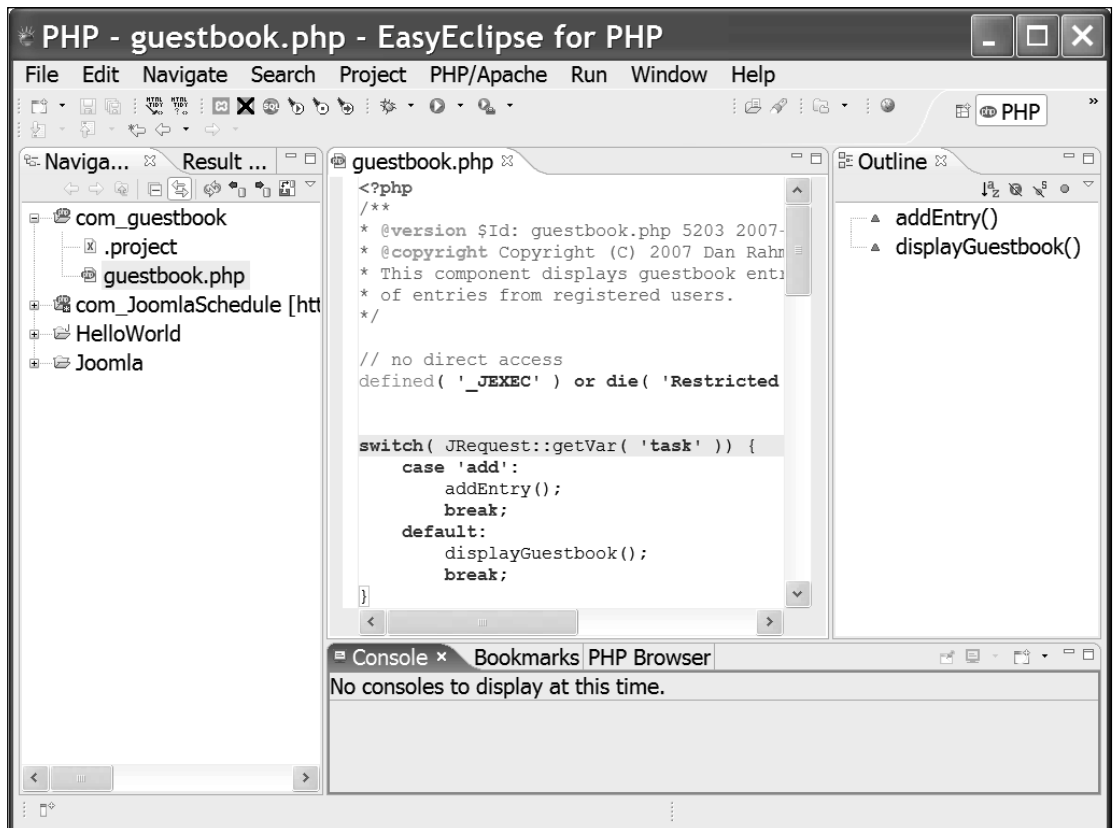 PHP - guestbook.php - EasyEclipse for PHP
File Edit Navigate Search Project PHP/Apache Run Window Help
PHP
Naviga... Result ...
com_guestbook
.project
guestbook.php
com_JoomlaSchedule [htt
HelloWorld
Joomla
guestbook.php
<?php
/**
* @version $Id: guestbook.php 5203 2007-
* @copyright Copyright (C) 2007 Dan Rahm
* This component displays guestbook entr
* of entries from registered users.
*/
// no direct access
defined( '_JEXEC' ) or die( 'Restricted
switch( JRequest::getVar( 'task' )) {
case 'add':
addEntry();
break;
default:
displayGuestbook();
break;
}
Outline
addEntry()
displayGuestbook()
Console Bookmarks PHP Browser
No consoles to display at this time.